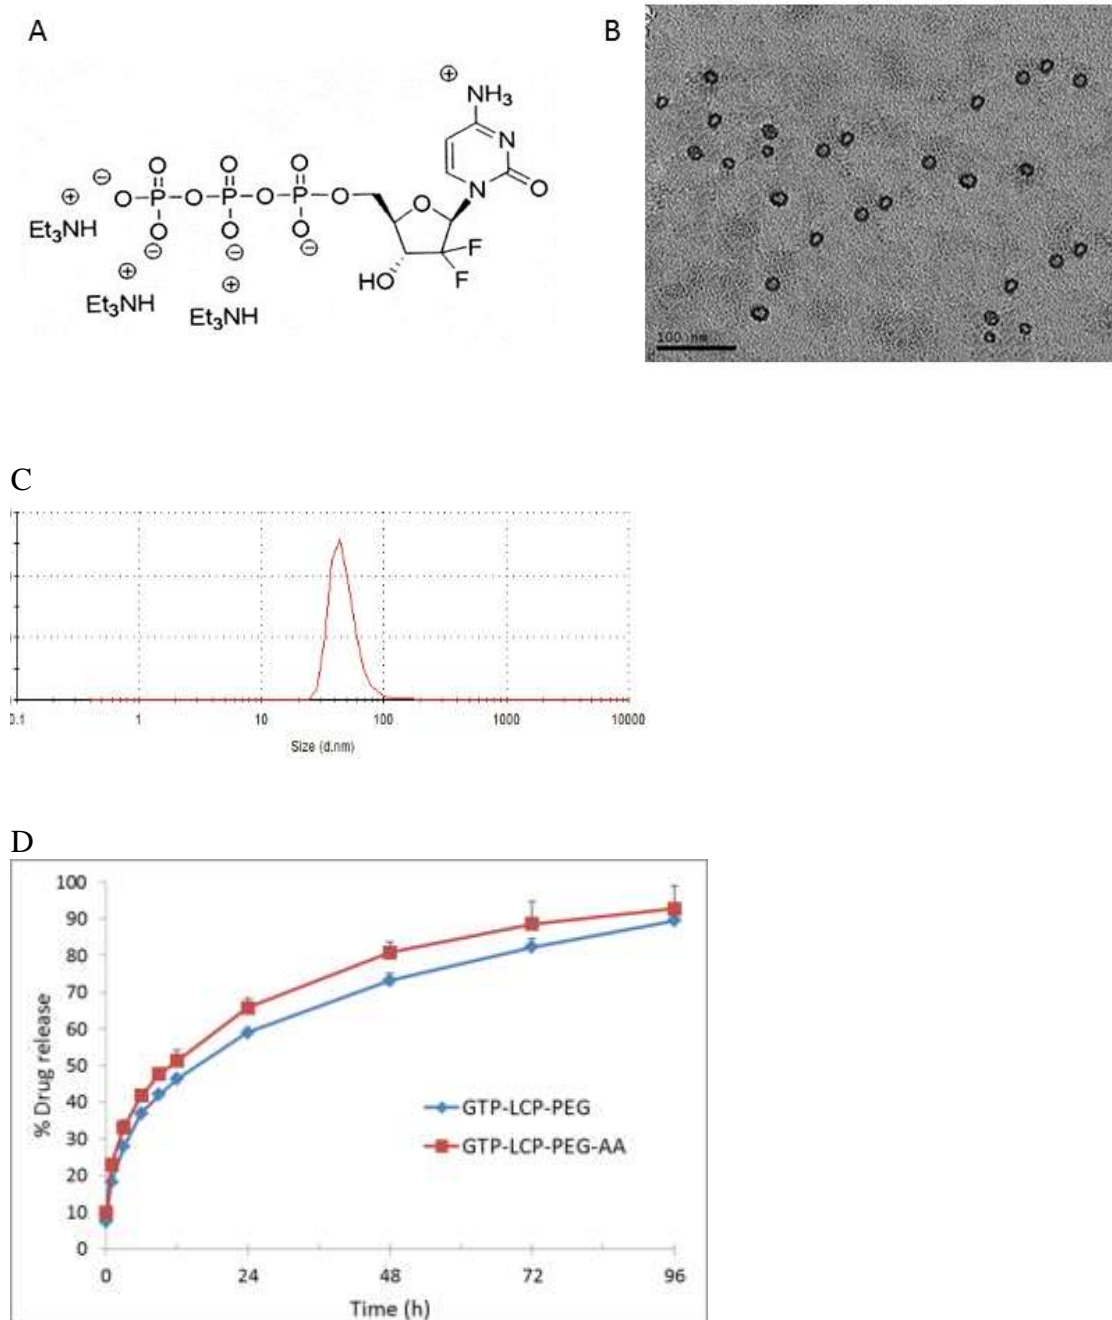 A
B
⊕
NH₃
N
N
O
O
O
O
⊖
⊕
O
P
O
P
O
P
O
O
Et₃NH
O
⊖
O
⊖
O
⊖
F
F
HO
⊕
Et₃NH
⊕
Et₃NH
100 nm
C
0.1 1 10 100 1000 10000
Size (d.nm)
D
100
90
80
70
60
50
40
30
20
10
0
% Drug release
GTP-LCP-PEG
GTP-LCP-PEG-AA
0 24 48 72 96
Time (h)